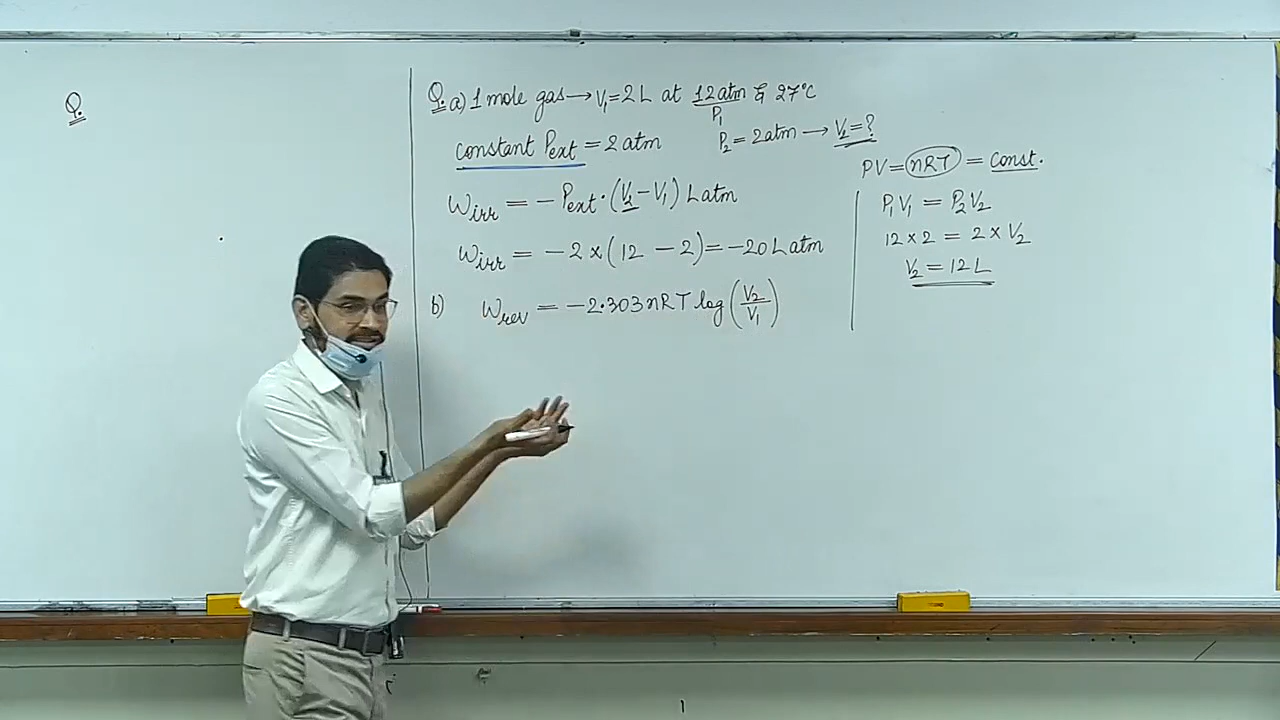 Q.
Q. a) 1 mole gas → V₁ = 2 L at 12 atm & 27°C
P₁
constant Pext = 2 atm P₂ = 2 atm → V₂ = ?
PV = nRT = Const.
Wirr = - Pext · (V₂ - V₁) L atm
P₁V₁ = P₂V₂
12 × 2 = 2 × V₂
Wirr = - 2 × (12 - 2) = - 20 L atm
V₂ = 12 L
b) Wrev = - 2.303 nRT log (V₂/V₁)